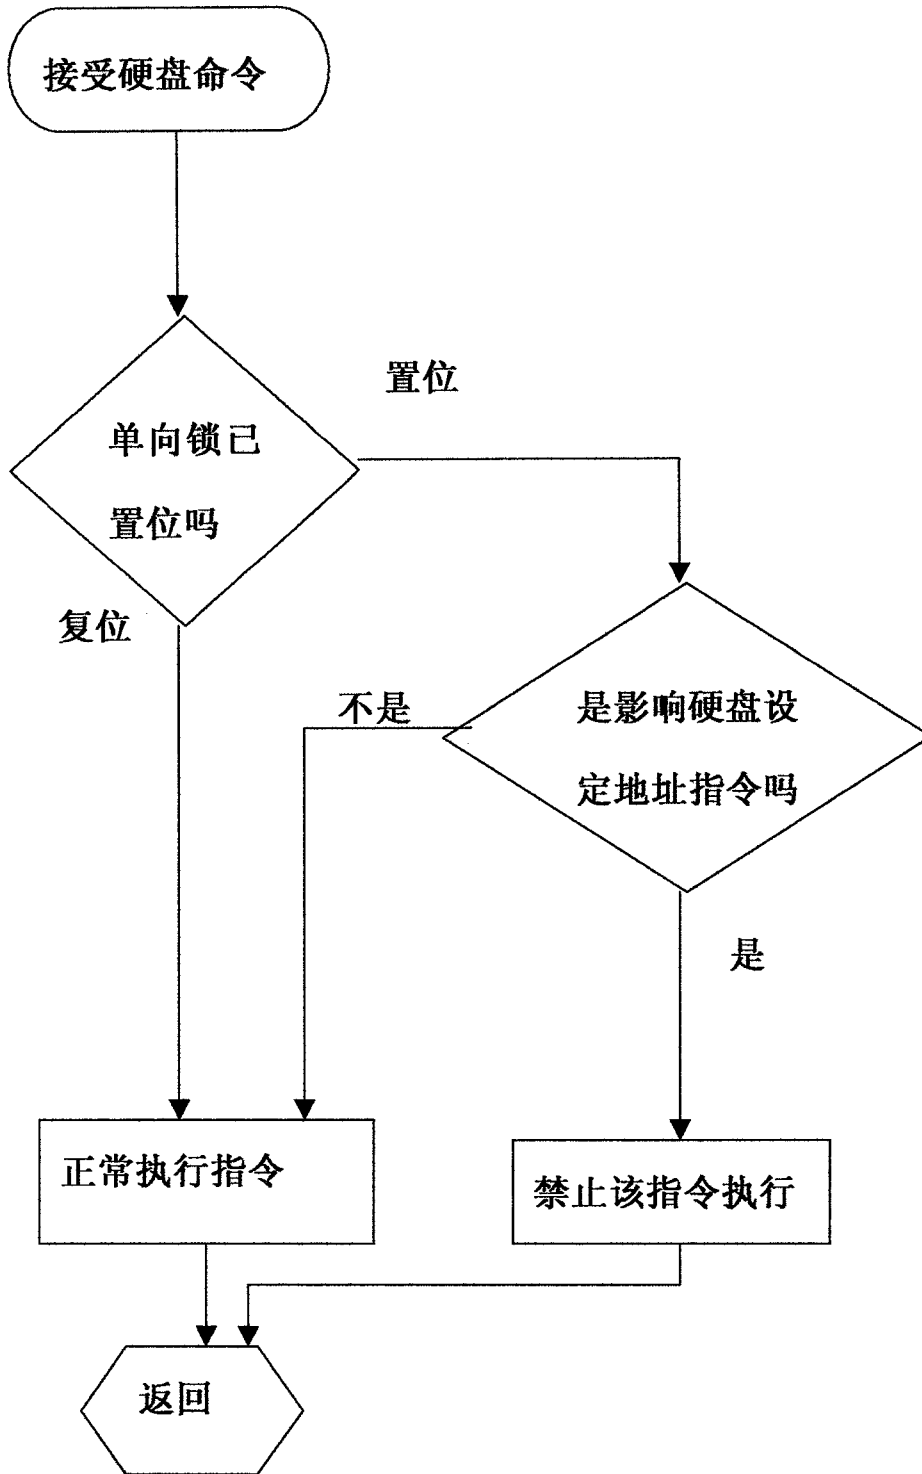 接受硬盘命令
置位
单向锁已
置位吗
复位
不是
是影响硬盘设
定地址指令吗
是
正常执行指令
禁止该指令执行
返回